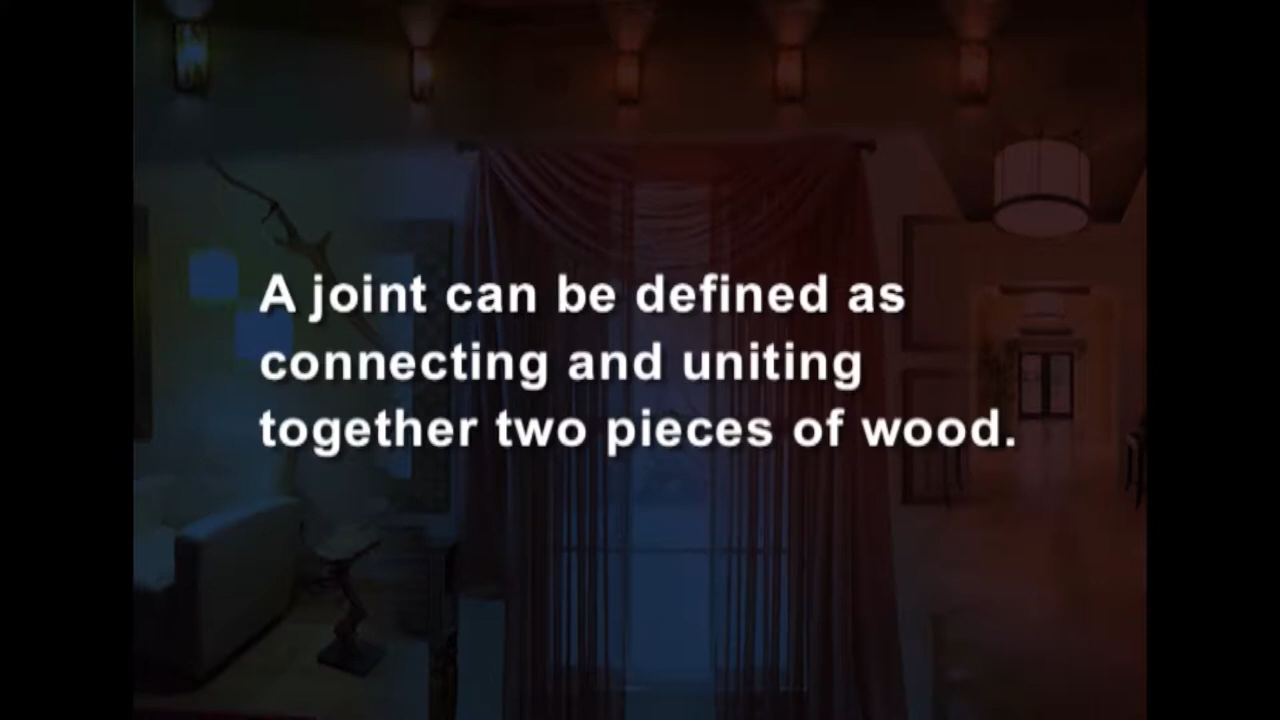 A joint can be defined as
connecting and uniting
together two pieces of wood.